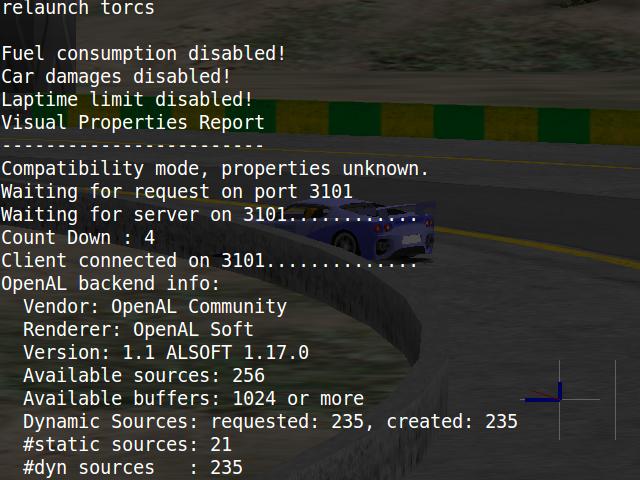 relaunch torcs
Fuel consumption disabled!
Car damages disabled!
Laptime limit disabled!
Visual Properties Report
------------------------
Compatibility mode, properties unknown.
Waiting for request on port 3101
Waiting for server on 3101............
Count Down : 4
Client connected on 3101..............
OpenAL backend info:
  Vendor: OpenAL Community
  Renderer: OpenAL Soft
  Version: 1.1 ALSOFT 1.17.0
  Available sources: 256
  Available buffers: 1024 or more
  Dynamic Sources: requested: 235, created: 235
  #static sources: 21
  #dyn sources   : 235